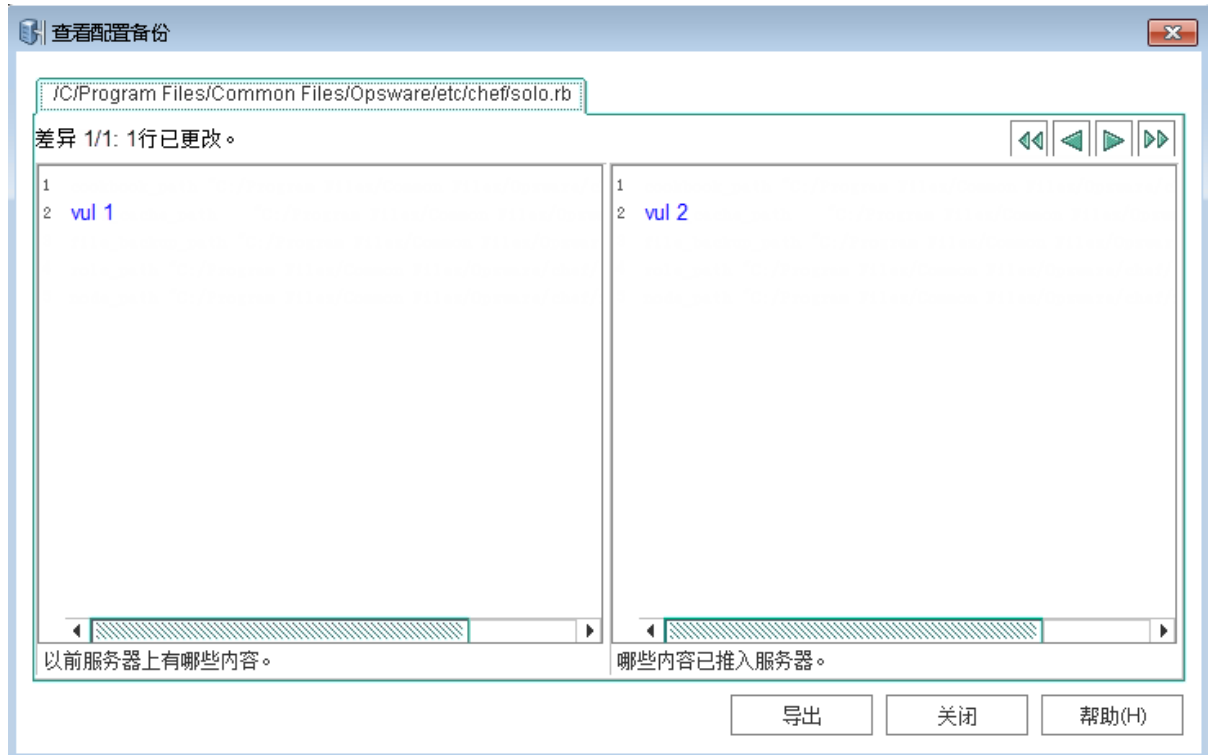 查看配置备份
/C/Program Files/Common Files/Opsware/etc/chef/solo.rb
差异 1/1: 1行已更改。
1
2 vul 1
1
2 vul 2
以前服务器上有哪些内容。
哪些内容已推入服务器。
导出 关闭 帮助(H)